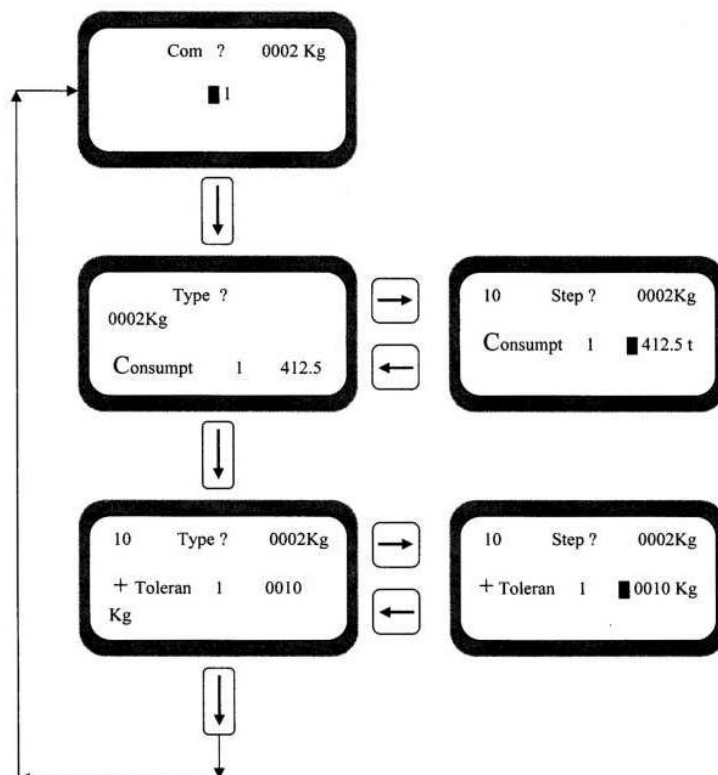 Com ? 0002 Kg
1
Type ?
0002Kg
Consumpt 1 412.5
10 Step ? 0002Kg
Consumpt 1 412.5 t
10 Type ? 0002Kg
+ Toleran 1 0010
Kg
10 Step ? 0002Kg
+ Toleran 1 0010 Kg